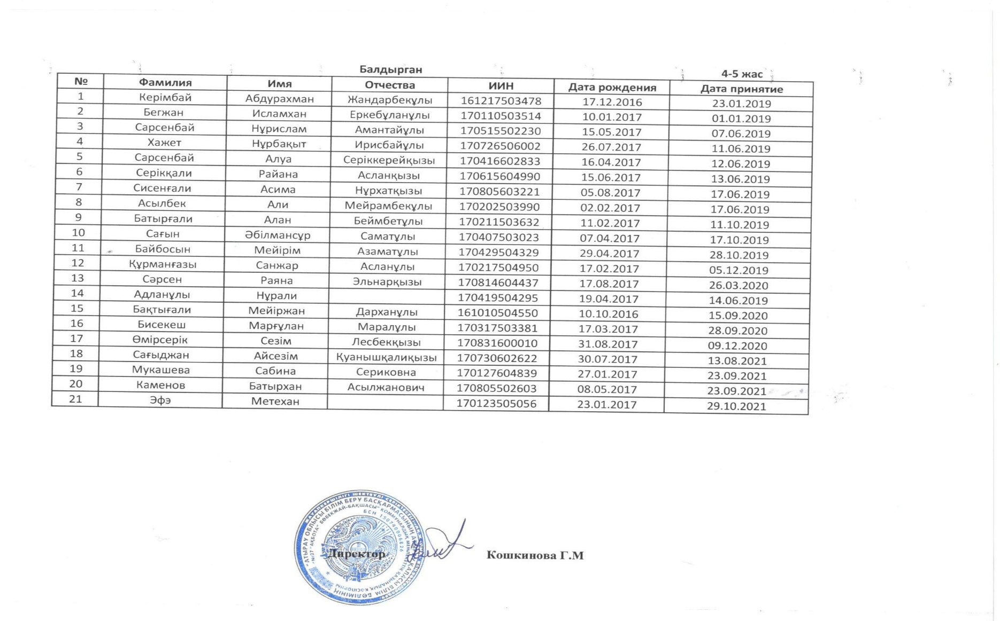 Балдырган 4-5 жас
№ Фамилия Имя Отчества ИИН Дата рождения Дата принятие
1 Керімбай Абдурахман Жандарбекұлы 161217503478 17.12.2016 23.01.2019
2 Бегжан Исламхан Еркебұланұлы 170110503514 10.01.2017 01.01.2019
3 Сарсенбай Нұрислам Амантайұлы 170515502230 15.05.2017 07.06.2019
4 Хажет Нұрбақыт Ирисбайұлы 170726506002 26.07.2017 11.06.2019
5 Сарсенбай Алуа Серіккерейқызы 170416602833 16.04.2017 12.06.2019
6 Серікқали Райана Асланқызы 170615604990 15.06.2017 13.06.2019
7 Сисенғали Асима Нұрхатқызы 170805603221 05.08.2017 17.06.2019
8 Асылбек Али Мейрамбекұлы 170202503990 02.02.2017 17.06.2019
9 Батырғали Алан Беймбетұлы 170211503632 11.02.2017 11.10.2019
10 Сағын Әбілмансұр Саматұлы 170407503023 07.04.2017 17.10.2019
11 Байбосын Мейірім Азаматұлы 170429504329 29.04.2017 28.10.2019
12 Құрманғазы Санжар Асланұлы 170217504950 17.02.2017 05.12.2019
13 Сәрсен Раяна Эльнарқызы 170814604437 17.08.2017 26.03.2020
14 Адланұлы Нұрали 170419504295 19.04.2017 14.06.2019
15 Бақтығали Мейіржан Дарханұлы 161010504550 10.10.2016 15.09.2020
16 Бисекеш Марғұлан Маралұлы 170317503381 17.03.2017 28.09.2020
17 Өмірсерік Сезім Лесбекқызы 170831600010 31.08.2017 09.12.2020
18 Сағыджан Айсезім Қуанышқалиқызы 170730602622 30.07.2017 13.08.2021
19 Мукашева Сабина Сериковна 170127604839 27.01.2017 23.09.2021
20 Каменов Батырхан Асылжанович 170805502603 08.05.2017 23.09.2021
21 Эфэ Метехан 170123505056 23.01.2017 29.10.2021
"АТЫРАУ ОБЛЫСЫ БІЛІМ БЕРУ БАСҚАРМАСЫНЫҢ ҚАЛАСЫ БІЛІМ БӨЛІМІНІҢ
"№27 "АҚБОТА" БӨБЕКЖАЙ-БАҚШАСЫ" КОММУНАЛДЫҚ МЕМЛЕКЕТТІК ҚАЗЫНАЛЫҚ КӘСІПОРНЫ
БСН 150740006826
Директор Кошкинова Г.М